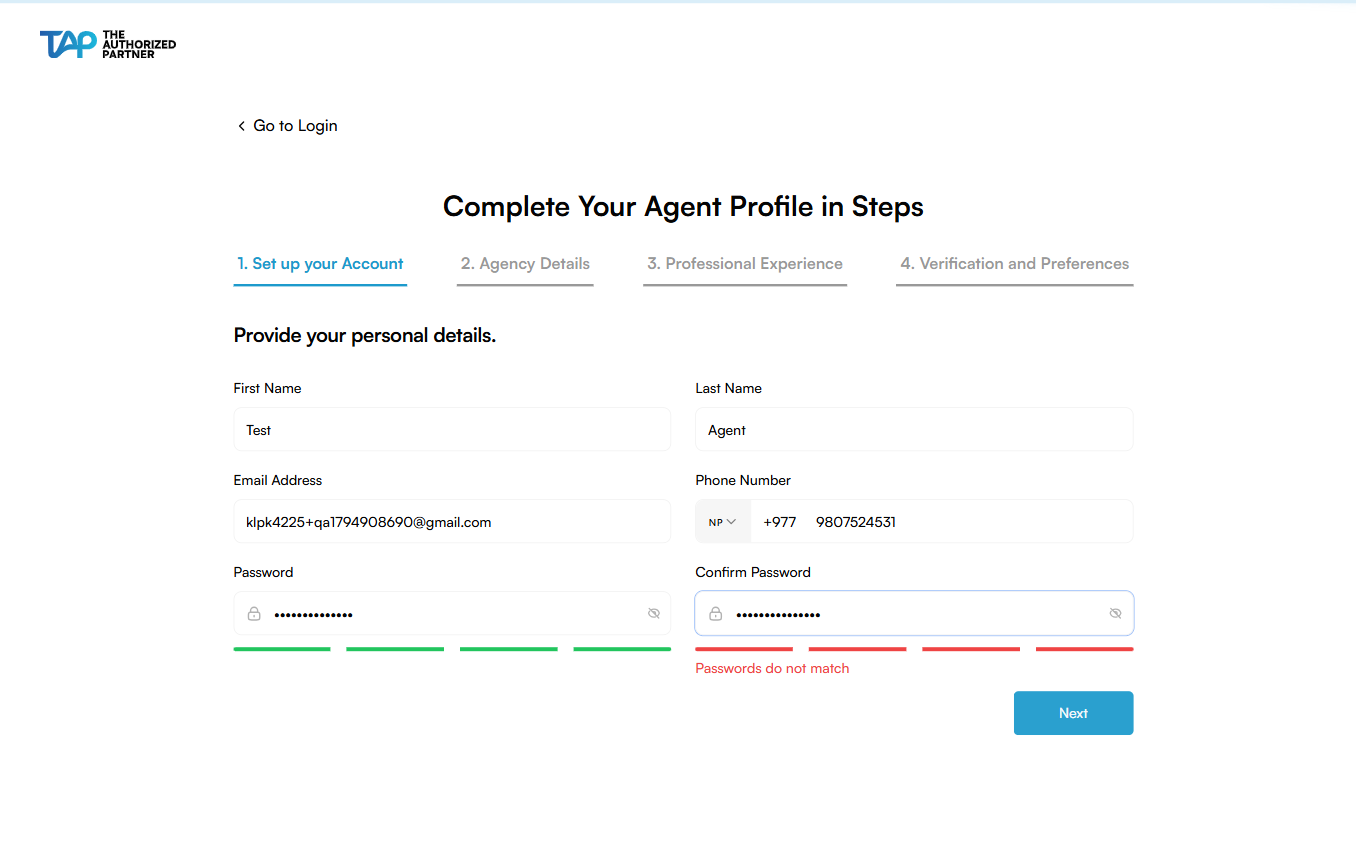 TAP THE AUTHORIZED PARTNER
Go to Login
Complete Your Agent Profile in Steps
1. Set up your Account 2. Agency Details 3. Professional Experience 4. Verification and Preferences
Provide your personal details.
First Name Last Name
Test Agent
Email Address Phone Number
klpk4225+qa1794908690@gmail.com NP +977 9807524531
Password Confirm Password
•••••••••••••• •••••••••••••••
Passwords do not match
Next